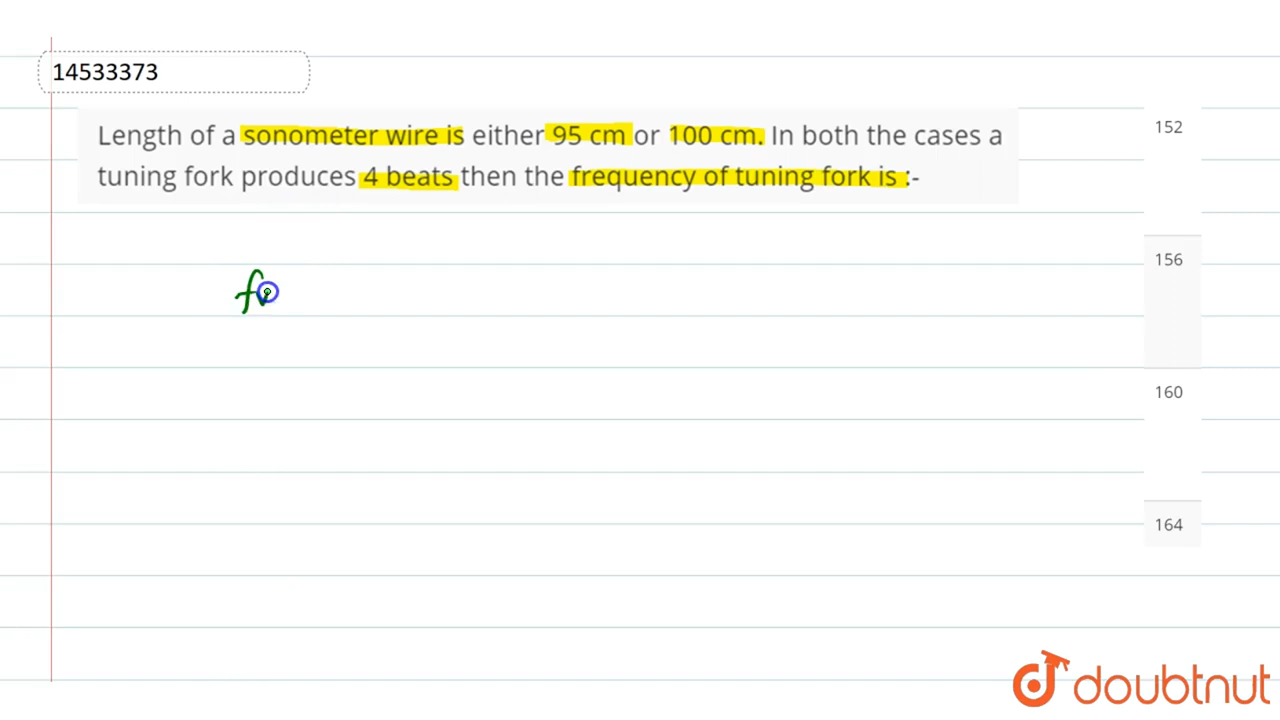 14533373
Length of a sonometer wire is either 95 cm or 100 cm. In both the cases a
tuning fork produces 4 beats then the frequency of tuning fork is :-
152
156
160
164
doubtnut